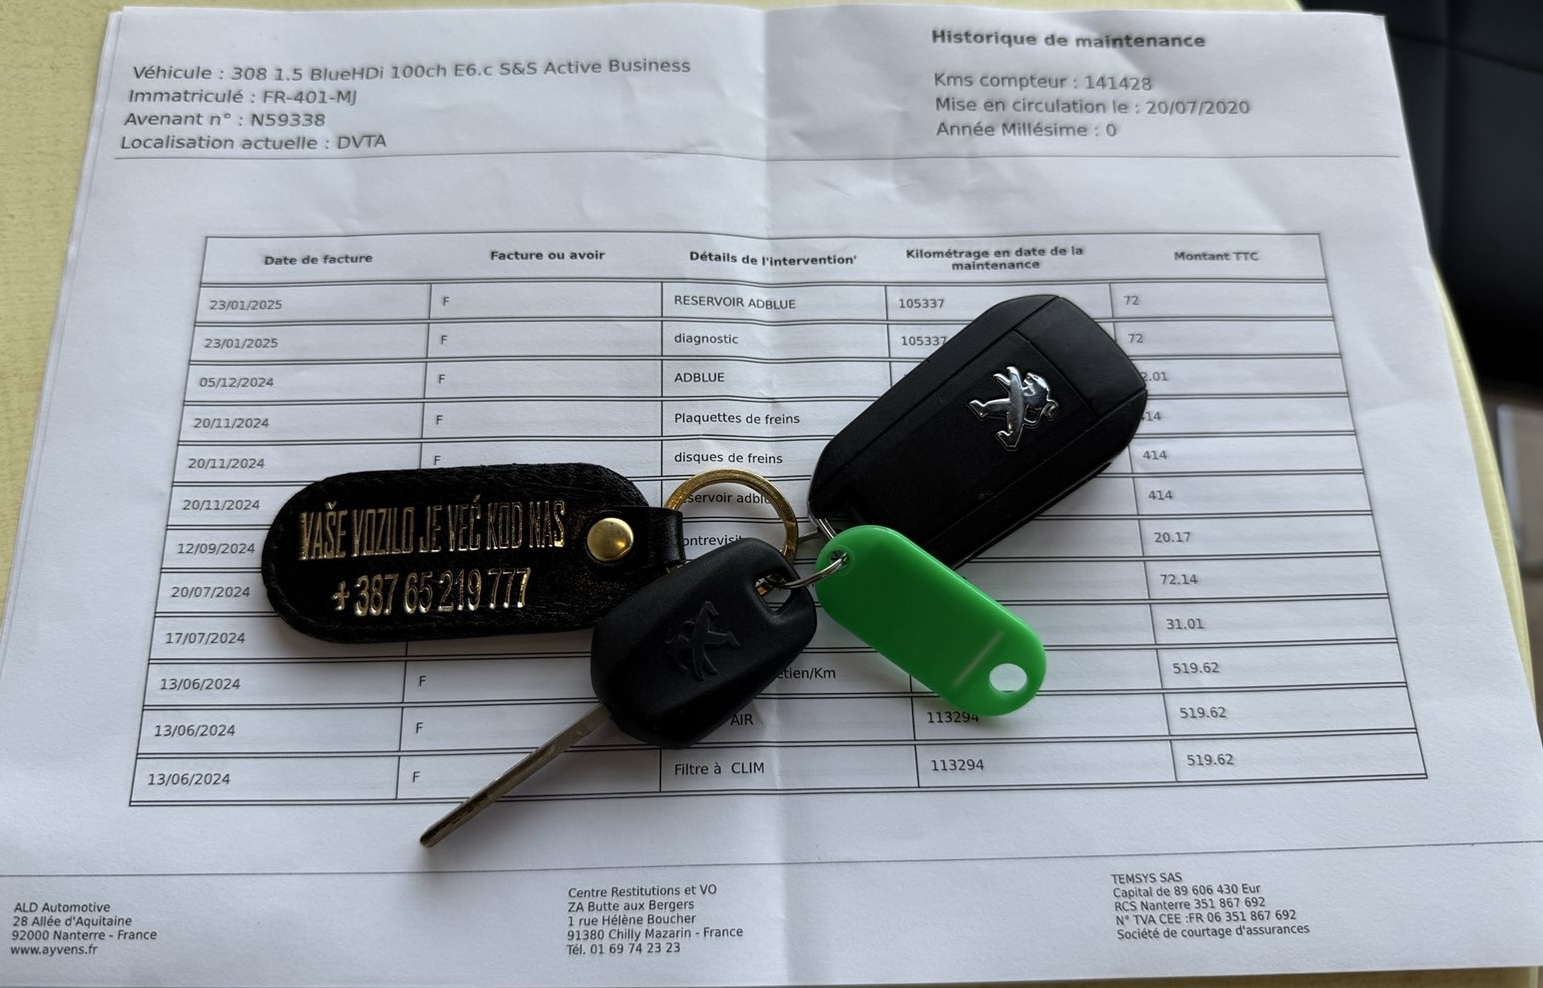 Historique de maintenance
Véhicule : 308 1.5 BlueHDi 100ch E6.c S&S Active Business
Immatriculé : FR-401-MJ
Avenant n° : N59338
Localisation actuelle : DVTA
Kms compteur : 141428
Mise en circulation le : 20/07/2020
Année Millésime : 0
Date de facture Facture ou avoir Détails de l'intervention' Kilométrage en date de la maintenance Montant TTC
23/01/2025 F RESERVOIR ADBLUE 105337 72
23/01/2025 F diagnostic 105337 72
05/12/2024 F ADBLUE 2.01
20/11/2024 F Plaquettes de freins 14
20/11/2024 F disques de freins 414
20/11/2024 servoir adblu 414
12/09/2024 ontrevisi 20.17
20/07/2024 72.14
17/07/2024 31.01
13/06/2024 F etien/Km 519.62
13/06/2024 F AIR 113294 519.62
13/06/2024 F Filtre à CLIM 113294 519.62
VAŠE VOZILO JE VEĆ KOD NAS
+387 65 219 777
ALD Automotive
28 Allée d'Aquitaine
92000 Nanterre - France
www.ayvens.fr
Centre Restitutions et VO
ZA Butte aux Bergers
1 rue Hélène Boucher
91380 Chilly Mazarin - France
Tél. 01 69 74 23 23
TEMSYS SAS
Capital de 89 606 430 Eur
RCS Nanterre 351 867 692
N° TVA CEE :FR 06 351 867 692
Société de courtage d'assurances